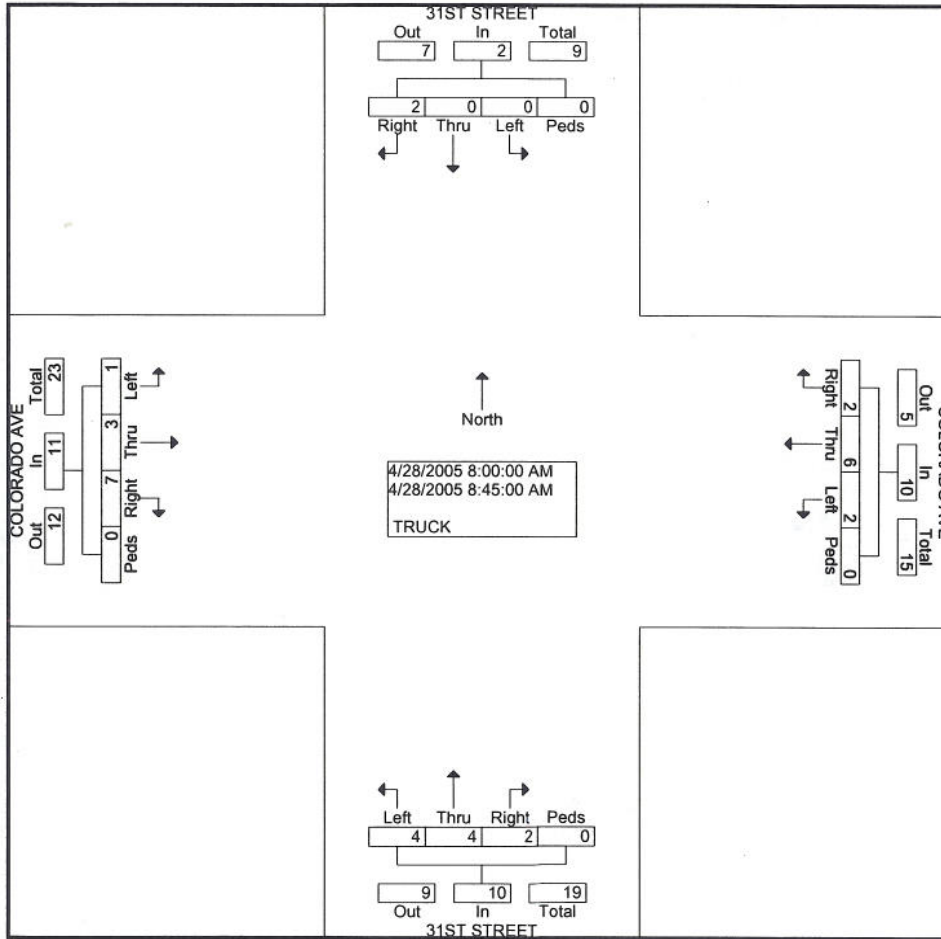 31ST STREET
Out In Total
7 2 9
2 0 0 0
Right Thru Left Peds
COLORADO AVE
Total In Out
23 11 12
1 3 7 0
Left Thru Right Peds
North
4/28/2005 8:00:00 AM
4/28/2005 8:45:00 AM
TRUCK
Right Thru Left Peds
2 6 2 0
Out In Total
5 10 15
COLORADO AVE
Left Thru Right Peds
4 4 2 0
9 10 19
Out In Total
31ST STREET